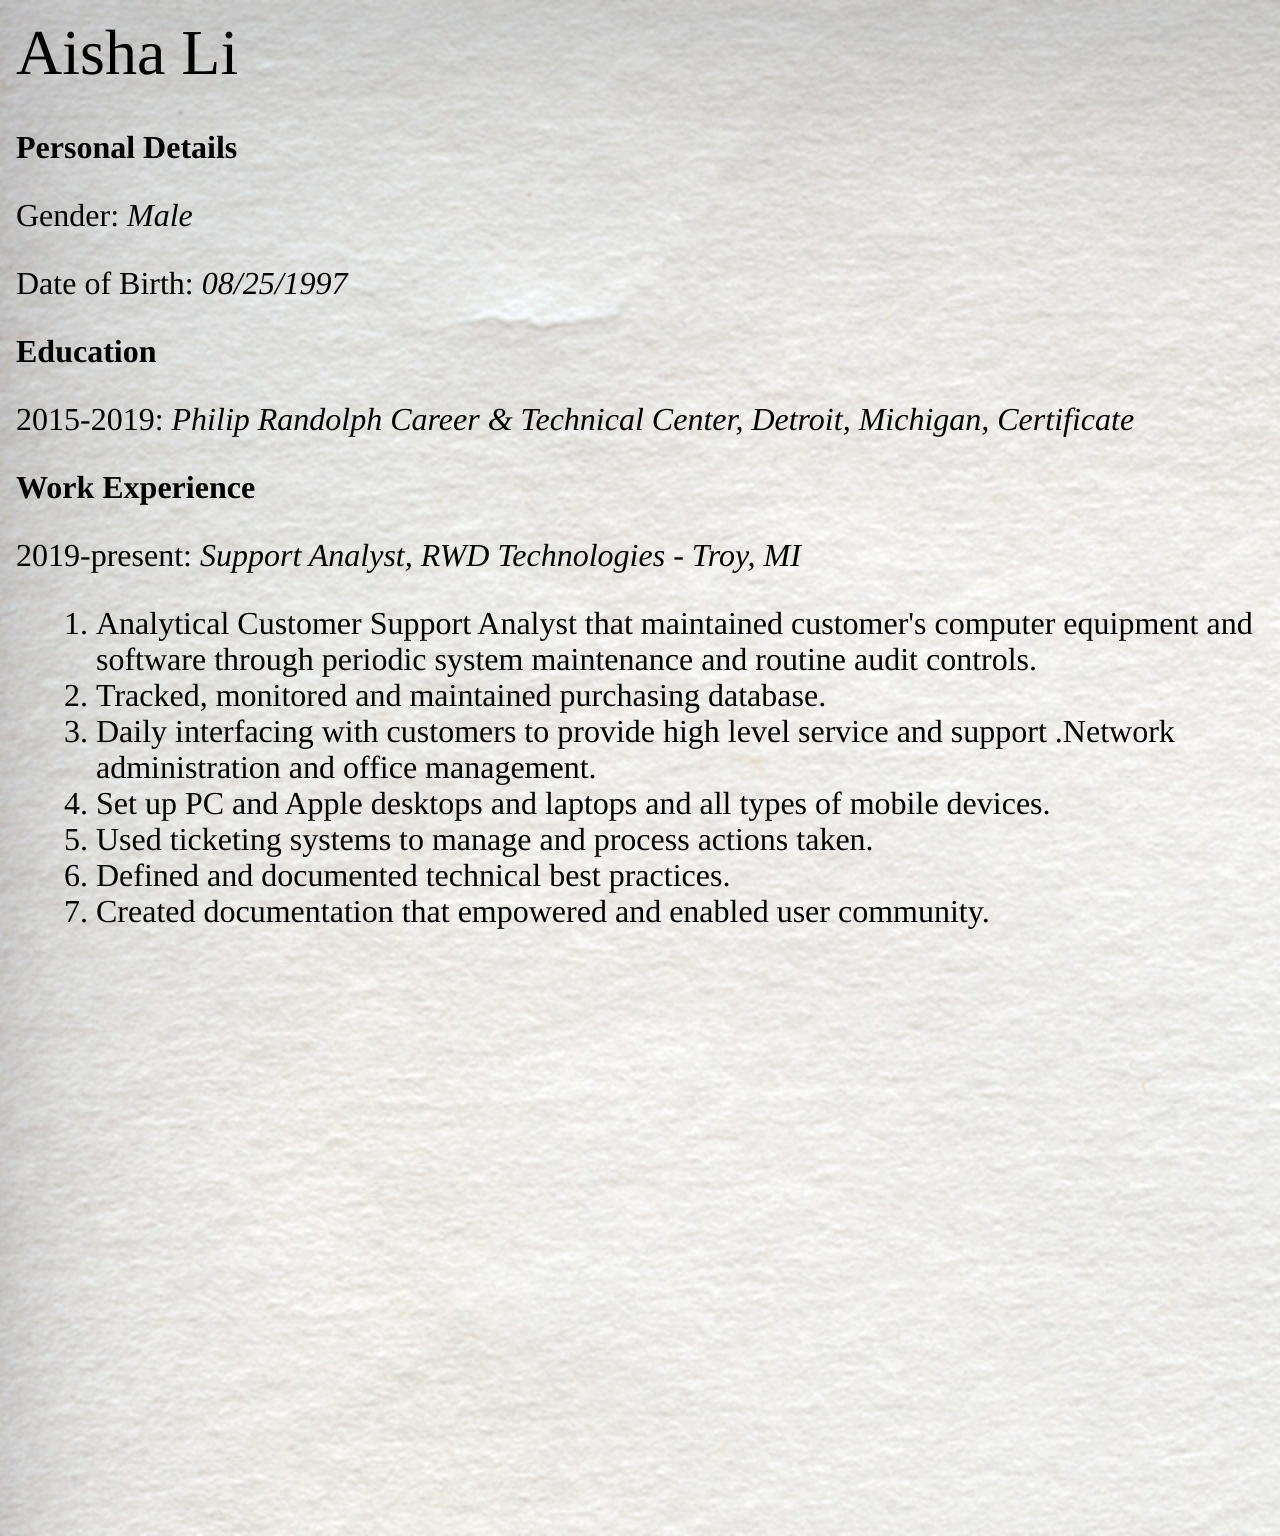 Aisha Li
Personal Details
Gender: Male
Date of Birth: 08/25/1997
Education
2015-2019: Philip Randolph Career & Technical Center, Detroit, Michigan, Certificate
Work Experience
2019-present: Support Analyst, RWD Technologies - Troy, MI
1. Analytical Customer Support Analyst that maintained customer's computer equipment and
software through periodic system maintenance and routine audit controls.
2. Tracked, monitored and maintained purchasing database.
3. Daily interfacing with customers to provide high level service and support .Network
administration and office management.
4. Set up PC and Apple desktops and laptops and all types of mobile devices.
5. Used ticketing systems to manage and process actions taken.
6. Defined and documented technical best practices.
7. Created documentation that empowered and enabled user community.